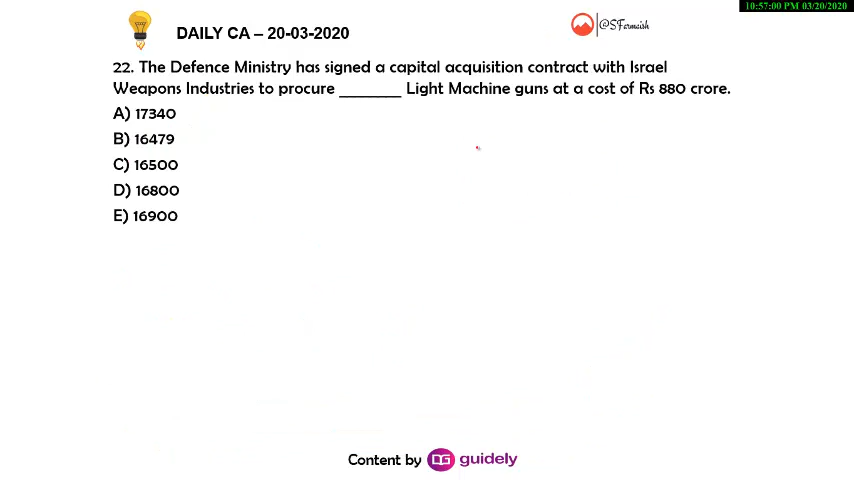 10:57:00 PM 03/20/2020
DAILY CA – 20-03-2020
@SFarmaish
22. The Defence Ministry has signed a capital acquisition contract with Israel
Weapons Industries to procure ________ Light Machine guns at a cost of Rs 880 crore.
A) 17340
B) 16479
C) 16500
D) 16800
E) 16900
Content by DG guidely